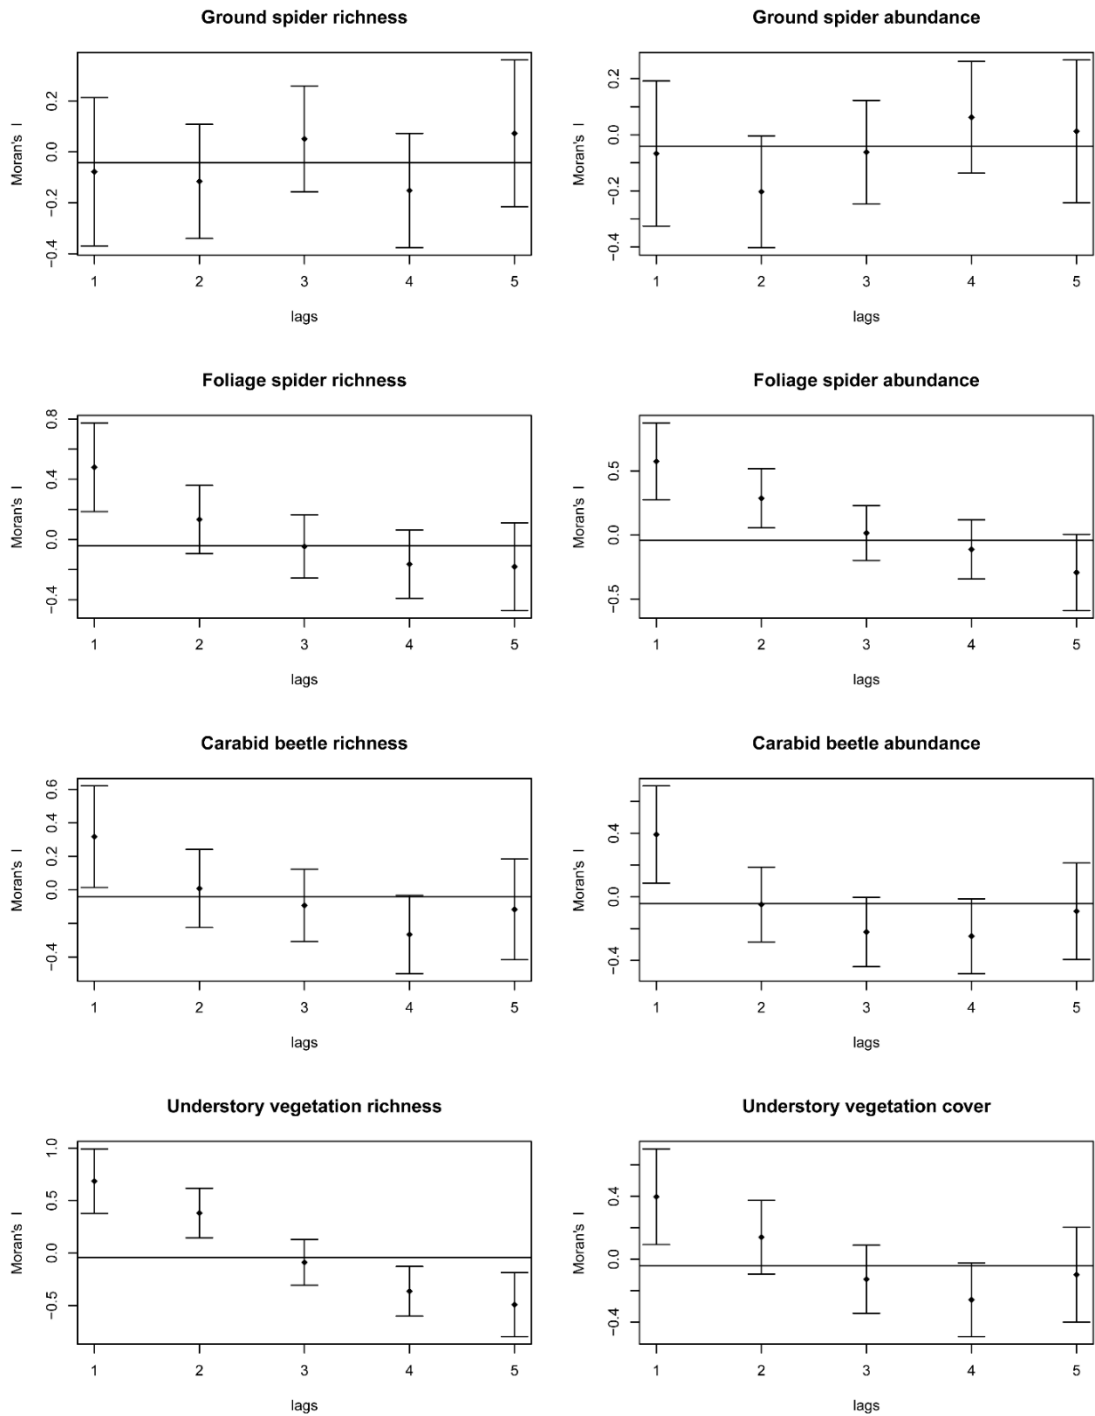 Ground spider richness
Moran's I
0.2
0.0
−0.2
−0.4
1 2 3 4 5
lags
Ground spider abundance
Moran's I
0.2
0.0
−0.2
−0.4
1 2 3 4 5
lags
Foliage spider richness
Moran's I
0.8
0.4
0.0
−0.4
1 2 3 4 5
lags
Foliage spider abundance
Moran's I
0.5
0.0
−0.5
1 2 3 4 5
lags
Carabid beetle richness
Moran's I
0.6
0.4
0.2
0.0
−0.4
1 2 3 4 5
lags
Carabid beetle abundance
Moran's I
0.4
0.0
−0.4
1 2 3 4 5
lags
Understory vegetation richness
Moran's I
1.0
0.5
0.0
−0.5
1 2 3 4 5
lags
Understory vegetation cover
Moran's I
0.4
0.0
−0.4
1 2 3 4 5
lags